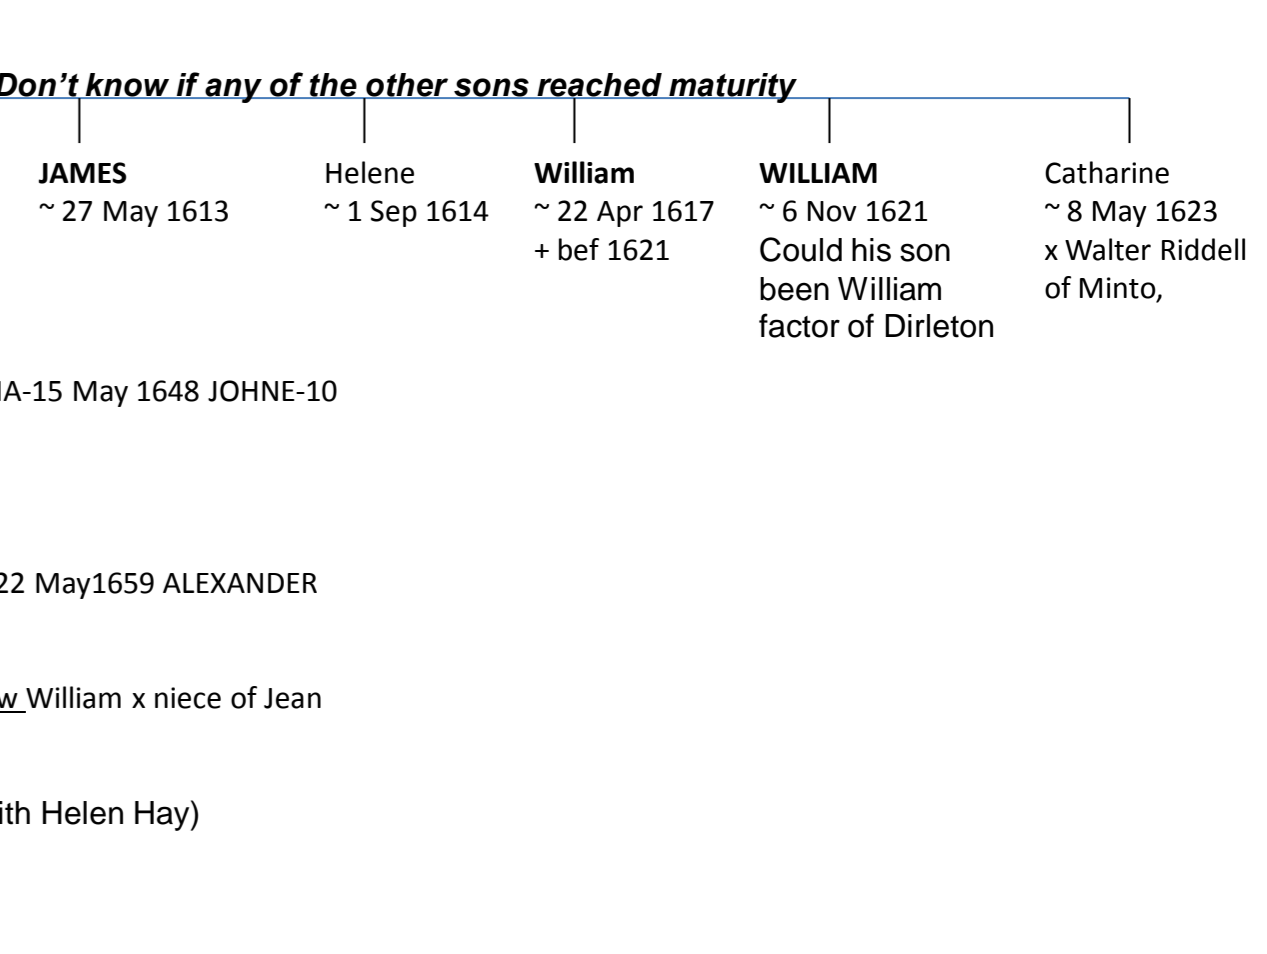 Don't know if any of the other sons reached maturity
JAMES
~ 27 May 1613
Helene
~ 1 Sep 1614
William
~ 22 Apr 1617
+ bef 1621
WILLIAM
~ 6 Nov 1621
Could his son
been William
factor of Dirleton
Catharine
~ 8 May 1623
x Walter Riddell
of Minto,
-15 May 1648 JOHNE-10
22 May1659 ALEXANDER
William x niece of Jean
Helen Hay)